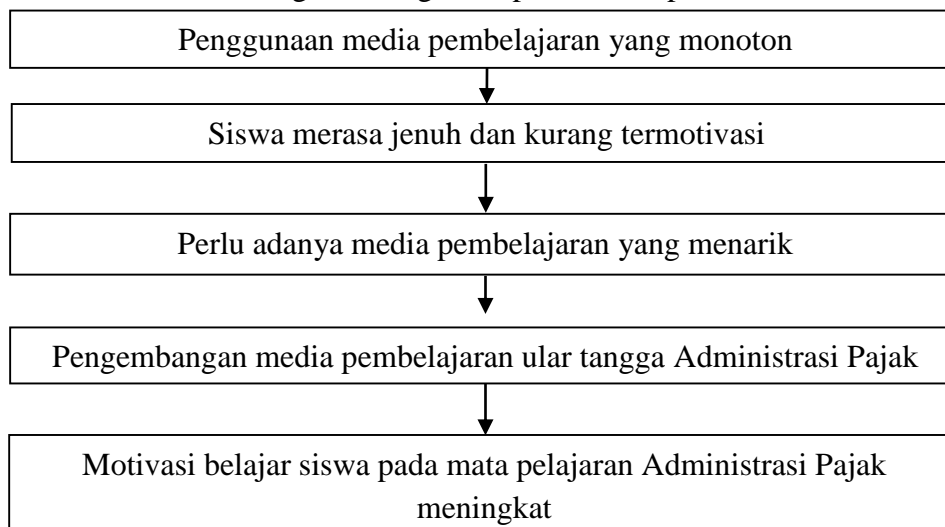 Penggunaan media pembelajaran yang monoton
Siswa merasa jenuh dan kurang termotivasi
Perlu adanya media pembelajaran yang menarik
Pengembangan media pembelajaran ular tangga Administrasi Pajak
Motivasi belajar siswa pada mata pelajaran Administrasi Pajak
meningkat